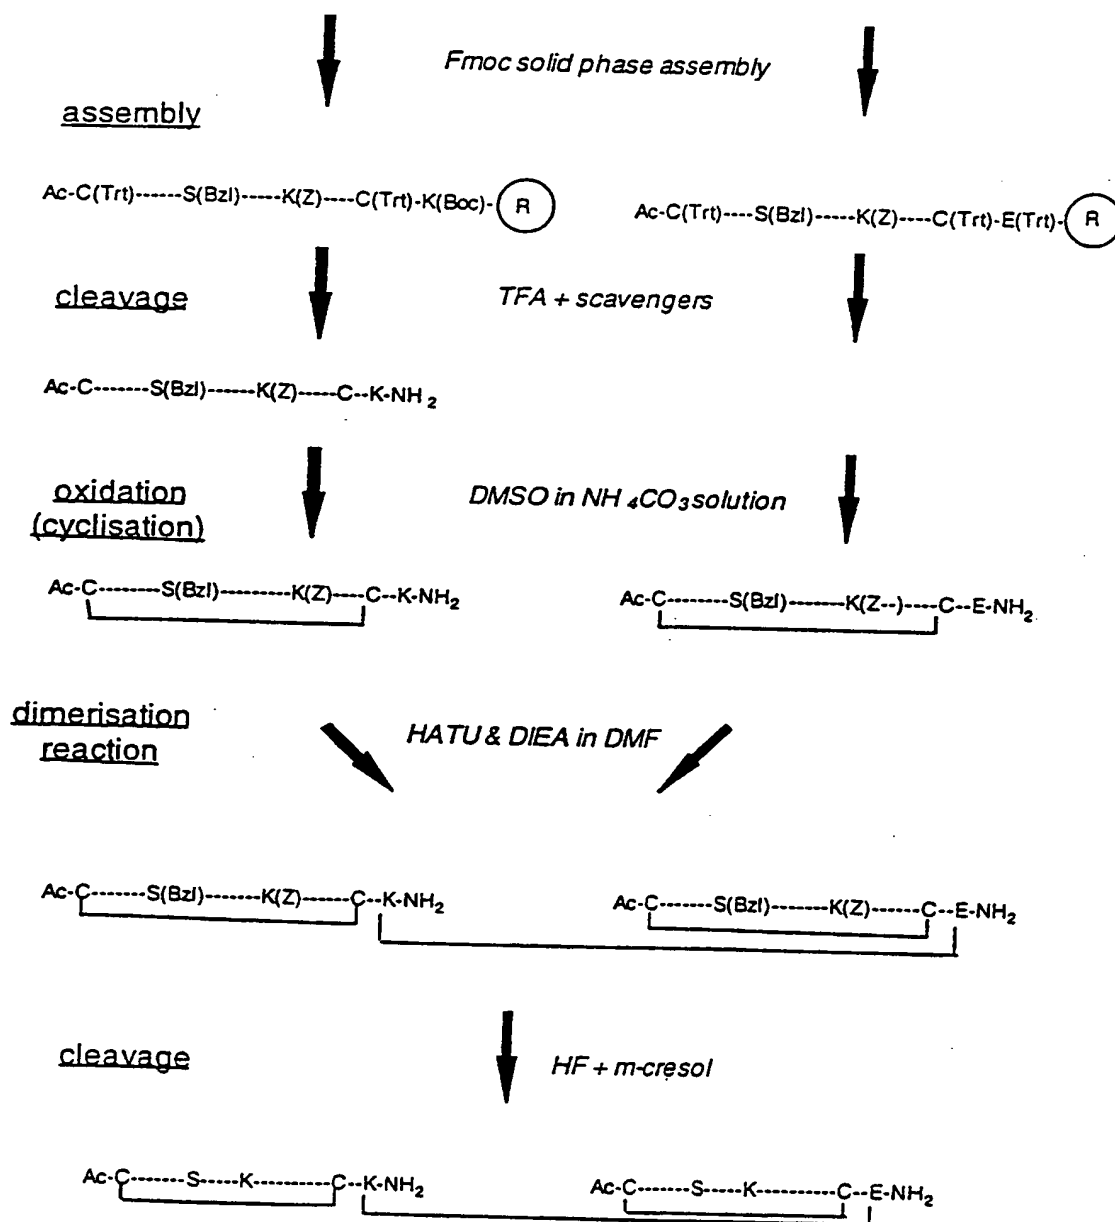 Fmoc solid phase assembly
assembly
Ac-C(Trt)------S(Bzl)-----K(Z)----C(Trt)-K(Boc)- R
Ac-C(Trt)----S(Bzl)-----K(Z)----C(Trt)-E(Trt)- R
cleavage
TFA + scavengers
Ac-C-------S(Bzl)------K(Z)-----C--K-NH2
oxidation
(cyclisation)
DMSO in NH4CO3 solution
Ac-C--------S(Bzl)---------K(Z)----C--K-NH2
Ac-C--------S(Bzl)-------K(Z--)----C--E-NH2
dimerisation
reaction
HATU & DIEA in DMF
Ac-C-------S(Bzl)-------K(Z)------C--K-NH2
Ac-C-------S(Bzl)-------K(Z)-------C--E-NH2
cleavage
HF + m-cresol
Ac-C--------S-----K----------C--K-NH2
Ac-C-------S-----K----------C--E-NH2